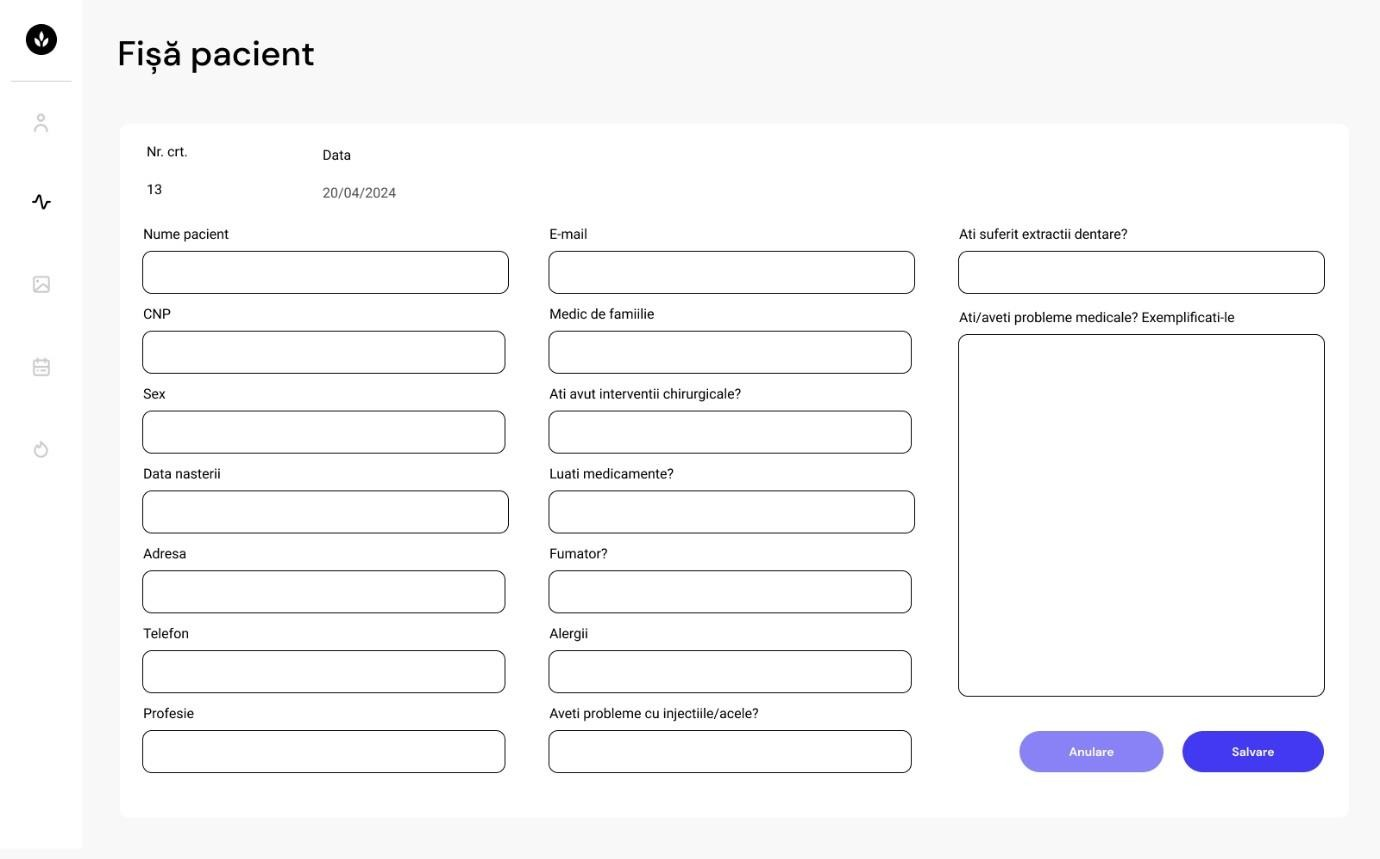 Fișă pacient
Nr. crt.
Data
13
20/04/2024
Nume pacient
CNP
Sex
Data nasterii
Adresa
Telefon
Profesie
E-mail
Medic de famiilie
Ati avut interventii chirurgicale?
Luati medicamente?
Fumator?
Alergii
Aveti probleme cu injectiile/acele?
Ati suferit extractii dentare?
Ati/aveti probleme medicale? Exemplificati-le
Anulare
Salvare